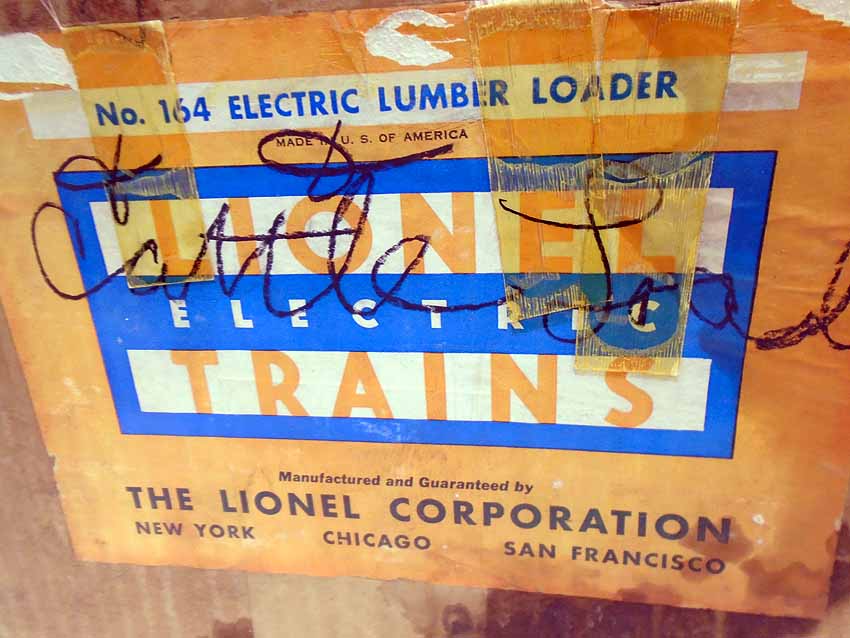 No. 164 ELECTRIC LUMBER LOADER
MADE IN U. S. OF AMERICA
LIONEL
Cattle
ELECTRIC
TRAINS
Manufactured and Guaranteed by
THE LIONEL CORPORATION
NEW YORK CHICAGO SAN FRANCISCO